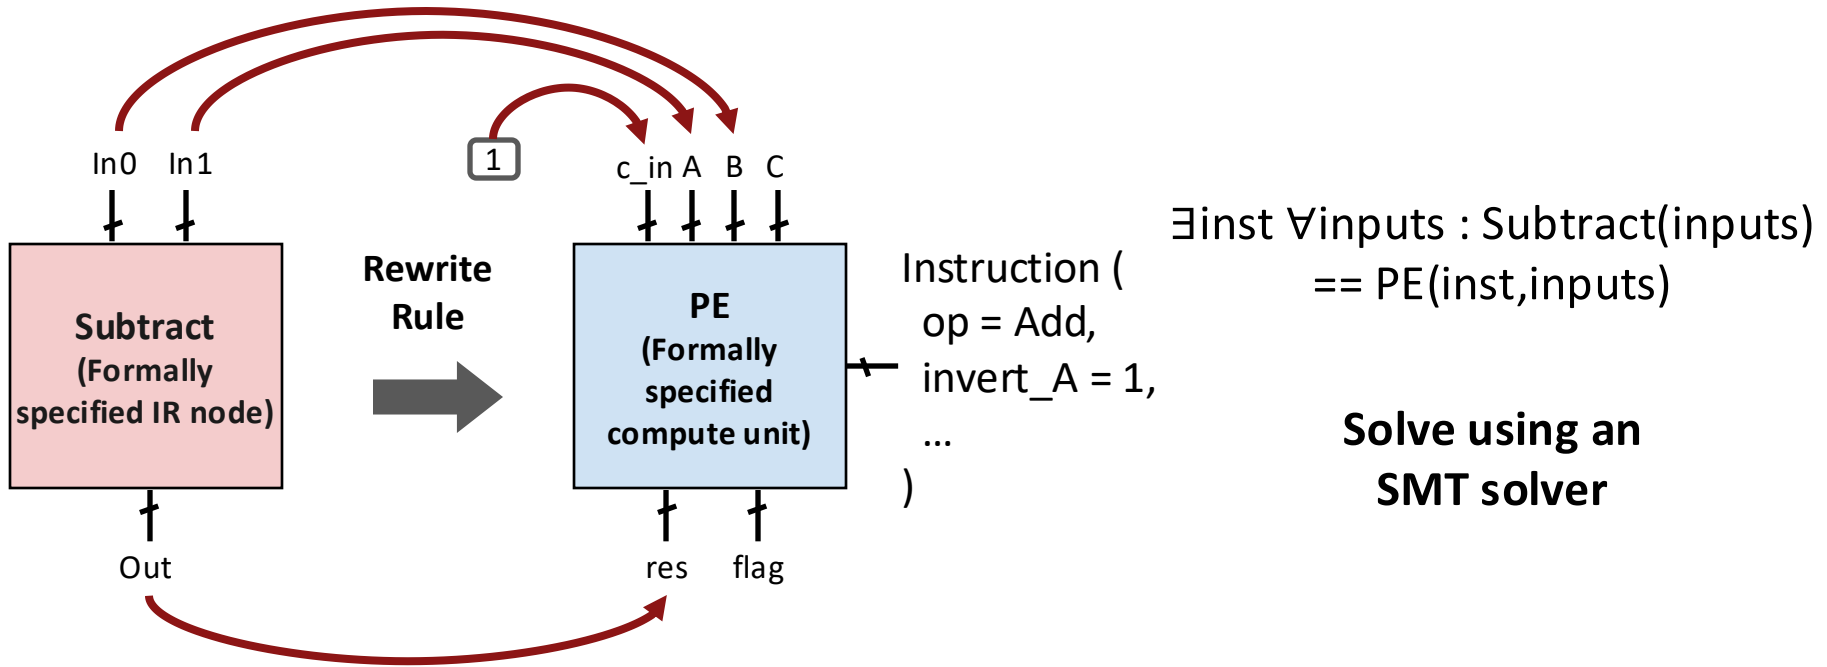 In0 In1
1
c_in A B C
Subtract
(Formally
specified IR node)
Out
Rewrite
Rule
PE
(Formally
specified
compute unit)
res flag
Instruction (
op = Add,
invert_A = 1,
...
)
∃inst ∀inputs : Subtract(inputs)
== PE(inst,inputs)
Solve using an
SMT solver